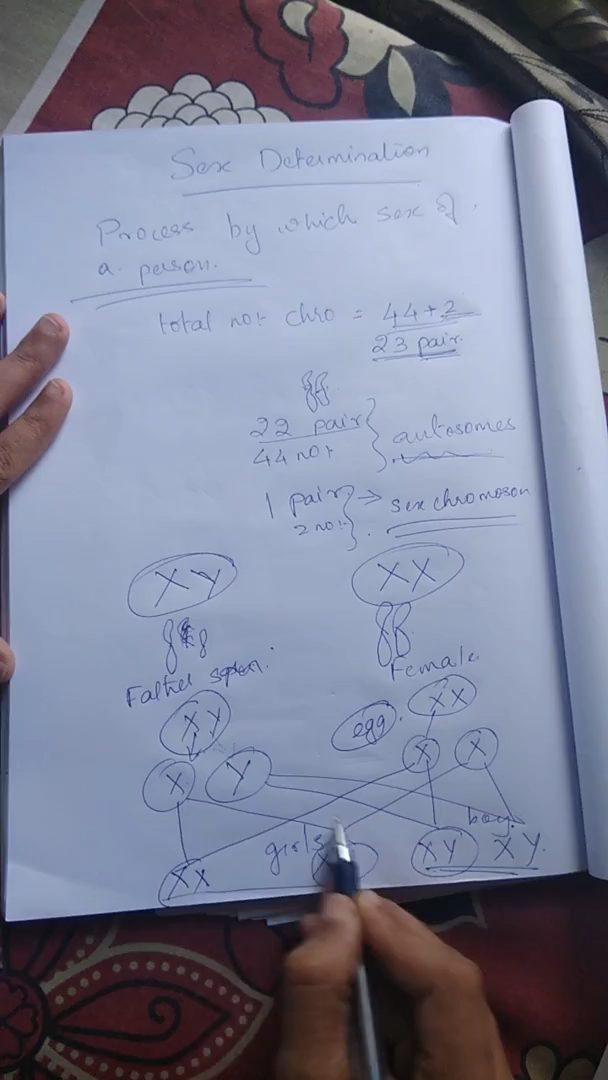 Sex Determination
Process by which sex of
a person.
total no:- chro = 44+2
23 pair
22 pair
44 no:-
autosomes
1 pair → sex chromoson
2 no:-
XY XX
Female
Father
XY egg. XX
X Y X X
girls boy
XX XY XY